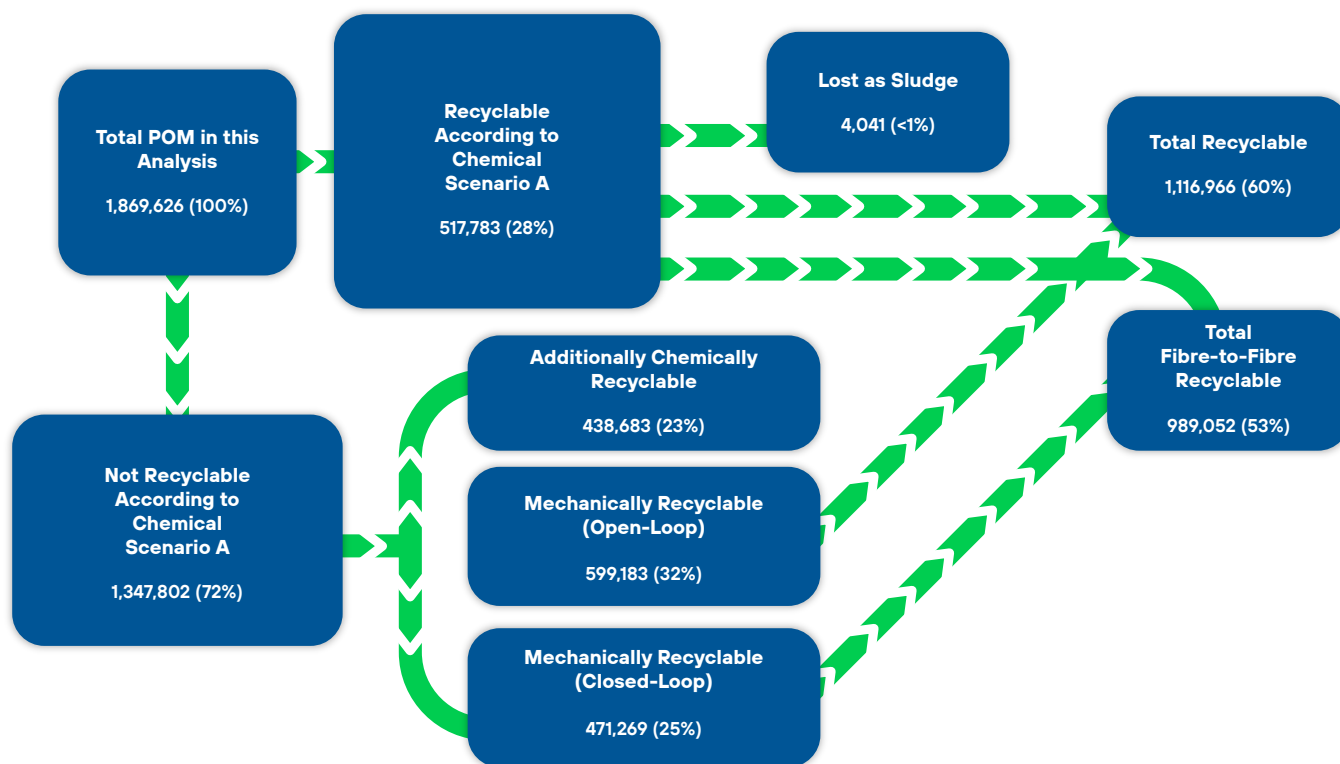 Total POM in this
Analysis
1,869,626 (100%)
Recyclable
According to
Chemical
Scenario A
517,783 (28%)
Lost as Sludge
4,041 (<1%)
Total Recyclable
1,116,966 (60%)
Total
Fibre-to-Fibre
Recyclable
989,052 (53%)
Not Recyclable
According to
Chemical
Scenario A
1,347,802 (72%)
Additionally Chemically
Recyclable
438,683 (23%)
Mechanically Recyclable
(Open-Loop)
599,183 (32%)
Mechanically Recyclable
(Closed-Loop)
471,269 (25%)